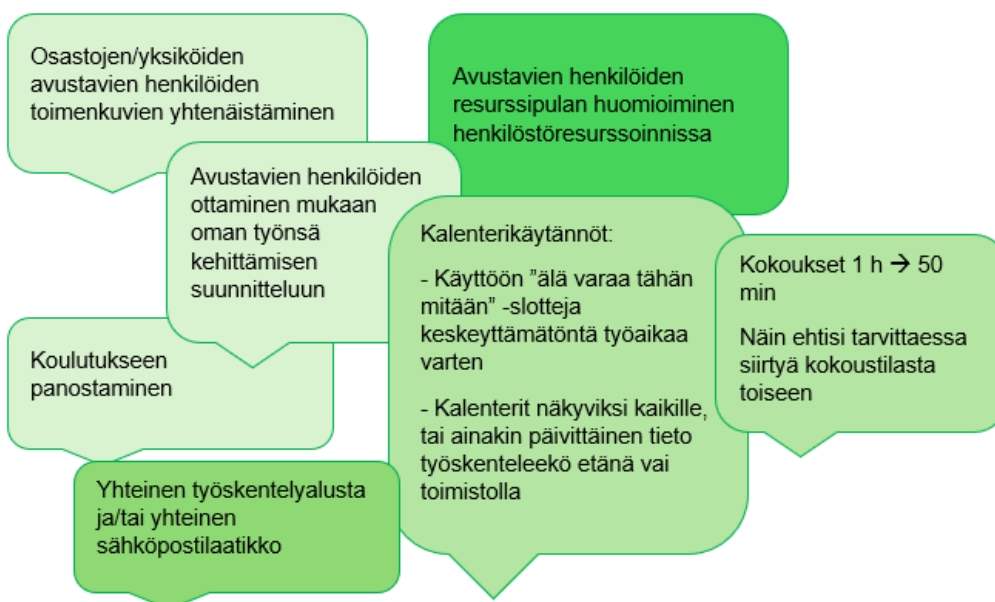 Osastojen/yksiköiden
avustavien henkilöiden
toimenkuvien yhtenäistäminen
Avustavien henkilöiden
resurssipulan huomioiminen
henkilöstöresurssoinnissa
Avustavien henkilöiden
ottaminen mukaan
oman työnsä
kehittämisen
suunnitteluun
Kalenterikäytännöt:
- Käyttöön ”älä varaa tähän
mitään” -slotteja
keskeyttämätöntä työaikaa
varten
- Kalenterit näkyviksi kaikille,
tai ainakin päivittäinen tieto
työskenteleekö etänä vai
toimistolla
Kokoukset 1 h → 50
min
Näin ehtisi tarvittaessa
siirtyä kokoustilasta
toiseen
Koulutukseen
panostaminen
Yhteinen työskentelyalusta
ja/tai yhteinen
sähköpostilaatikko